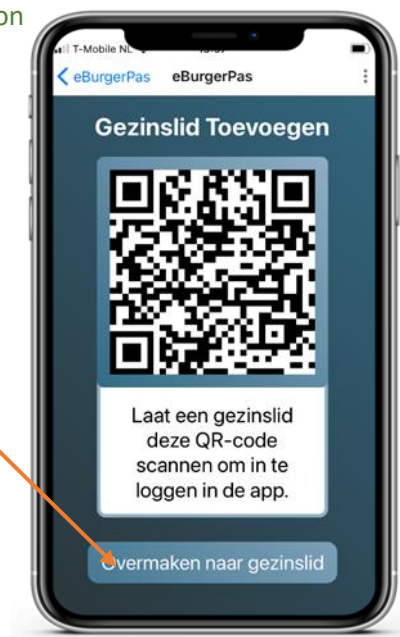 on
T-Mobile NL
eBurgerPas eBurgerPas
Gezinslid Toevoegen
Laat een gezinslid
deze QR-code
scannen om in te
loggen in de app.
Overmaken naar gezinslid